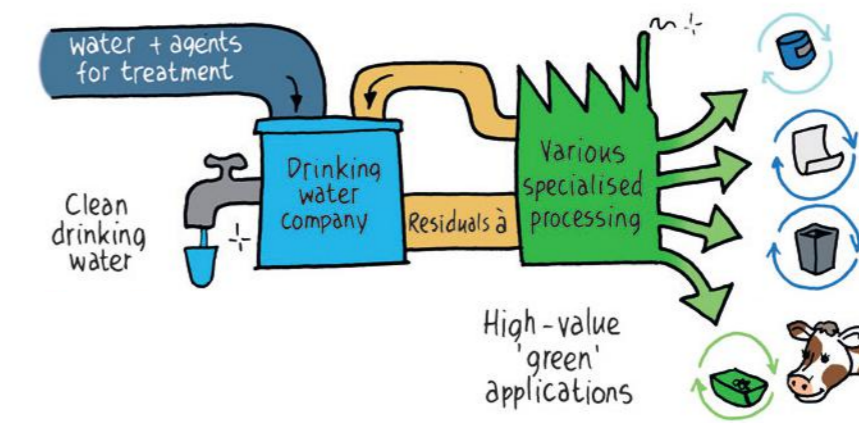 water + agents
for treatment
Drinking
water
company
Clean
drinking
water
Residuals à
Various
specialised
processing
High-value
'green'
applications